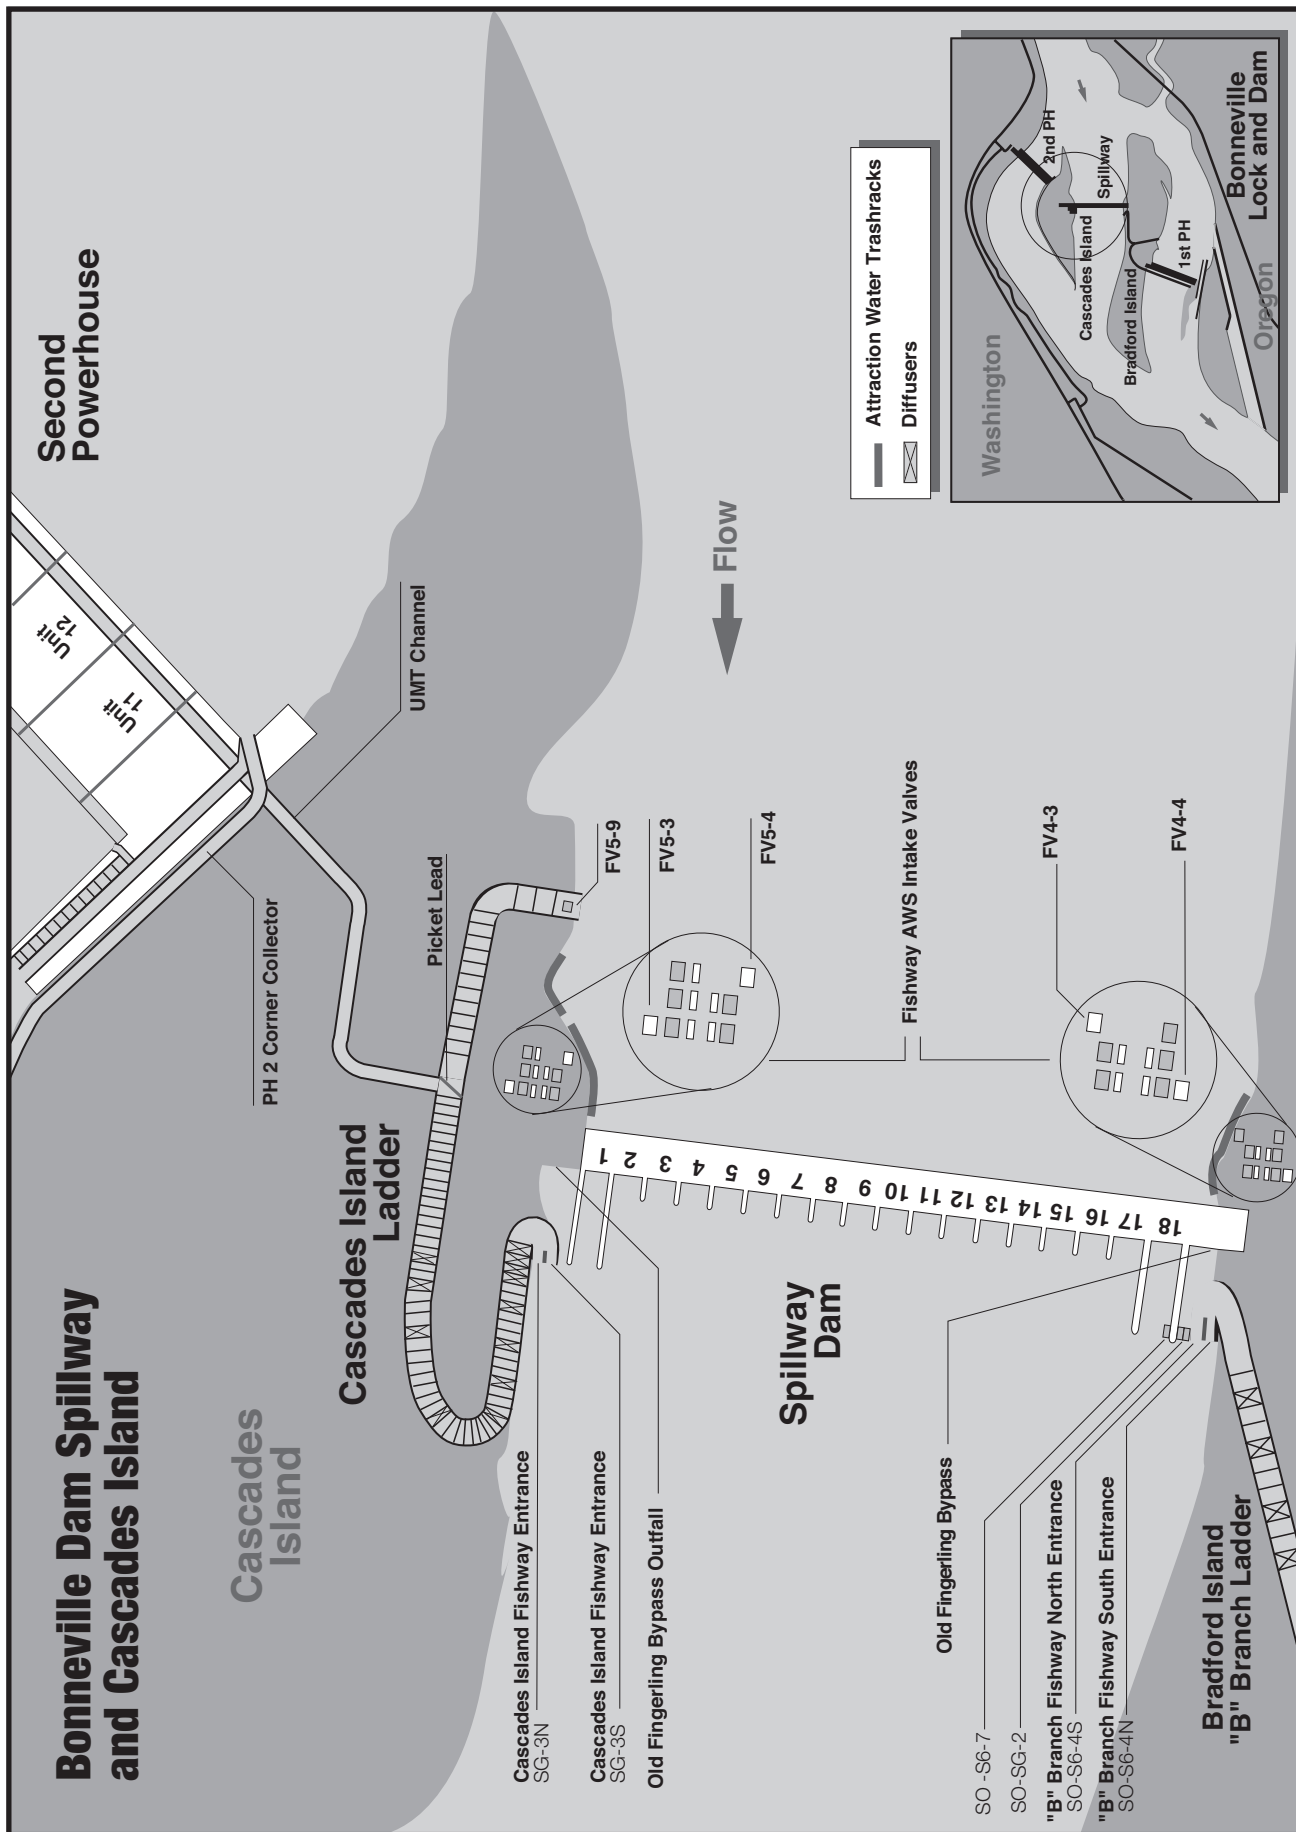 Bonneville Dam Spillway
and Cascades Island
Second
Powerhouse
Cascades
Island
Unit
12
Unit
11
UMT Channel
PH 2 Corner Collector
Picket Lead
Cascades Island
Ladder
FV5-9
FV5-3
FV5-4
Flow
Fishway AWS Intake Valves
FV4-3
FV4-4
1
2
3
4
5
6
7
8
9
10
11
12
13
14
15
16
17
18
Spillway
Dam
Cascades Island Fishway Entrance
SG-3N
Cascades Island Fishway Entrance
SG-3S
Old Fingerling Bypass Outfall
Old Fingerling Bypass
SO -S6-7
SO-SG-2
"B" Branch Fishway North Entrance
SO-S6-4S
"B" Branch Fishway South Entrance
SO-S6-4N
Bradford Island
"B" Branch Ladder
Attraction Water Trashracks
Diffusers
Washington
2nd PH
Spillway
Cascades Island
Bradford Island
1st PH
Oregon
Bonneville
Lock and Dam